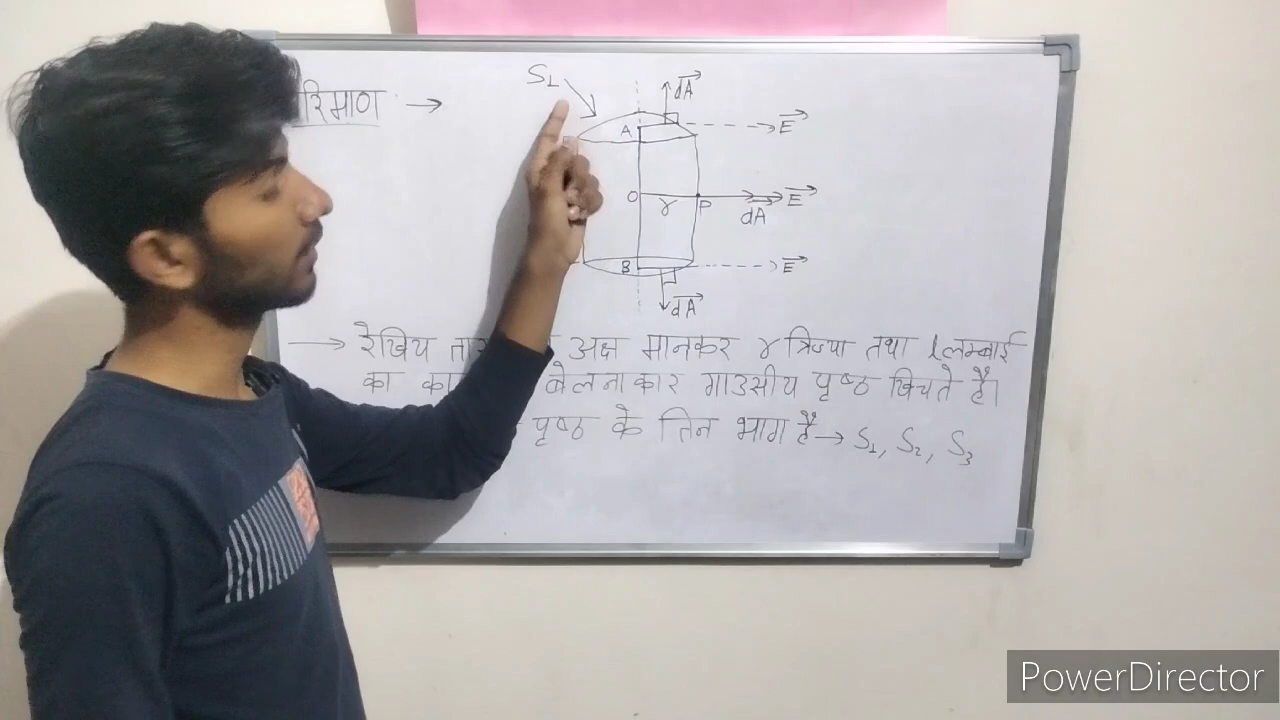 रिमाण →
S₁
dA
A
E
O
r
P
dA
E
B
E
dA
→ रेखिय अक्ष मानकर r त्रिज्या तथा l लम्बाई
का बेलनाकार गाउसीय पृष्ठ खिचते है।
पृष्ठ के तिन भाग है → S₁, S₂, S₃
PowerDirector